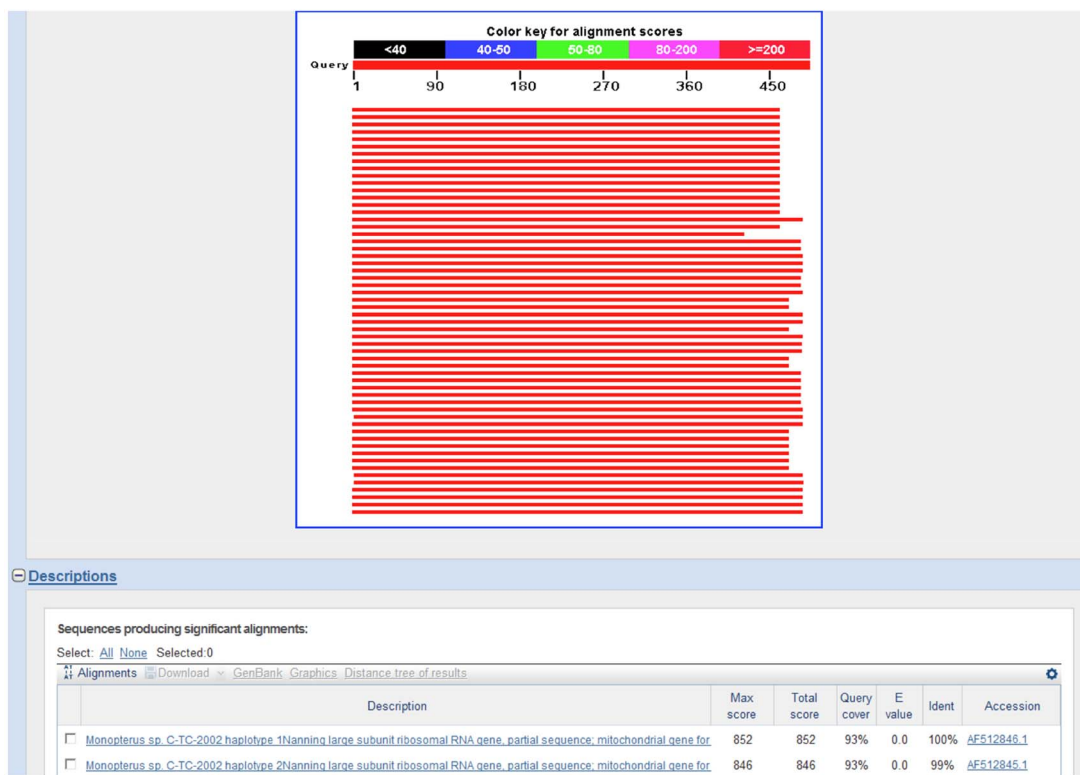 Color key for alignment scores
<40 40-50 50-80 80-200 >=200
Query
1 90 180 270 360 450
Descriptions
Sequences producing significant alignments:
Select: All None Selected:0
Alignments Download GenBank Graphics Distance tree of results
Description Max score Total score Query cover E value Ident Accession
Monopterus sp. C-TC-2002 haplotype 1Nanning large subunit ribosomal RNA gene, partial sequence; mitochondrial gene for 852 852 93% 0.0 100% AF512846.1
Monopterus sp. C-TC-2002 haplotype 2Nanning large subunit ribosomal RNA gene, partial sequence; mitochondrial gene for 846 846 93% 0.0 99% AF512845.1